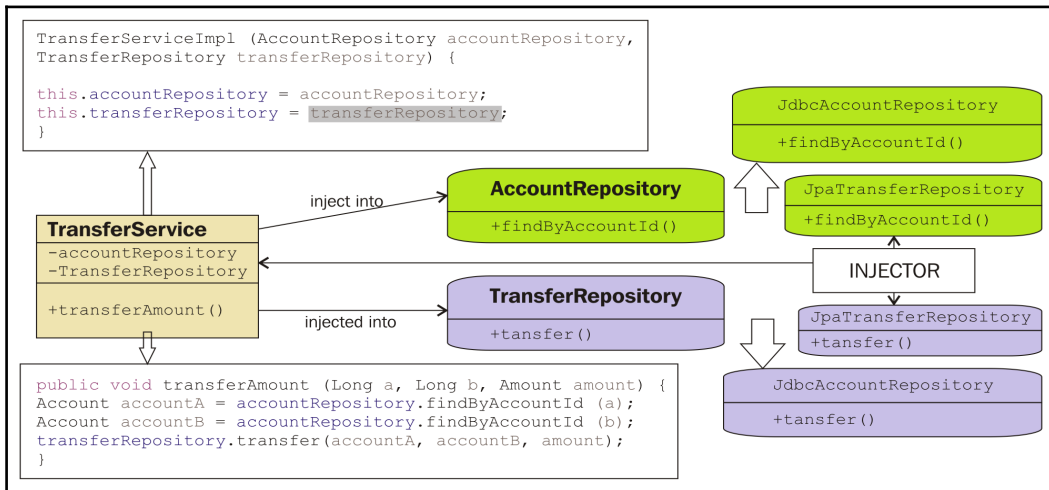 TransferServiceImpl (AccountRepository accountRepository,
TransferRepository transferRepository) {
this.accountRepository = accountRepository;
this.transferRepository = transferRepository;
}
JdbcAccountRepository
+findByAccountId()
inject into
AccountRepository
+findByAccountId()
JpaTransferRepository
+findByAccountId()
TransferService
-accountRepository
-TransferRepository
+transferAmount()
INJECTOR
injected into
TransferRepository
+tansfer()
JpaTransferRepository
+tansfer()
JdbcAccountRepository
+tansfer()
public void transferAmount (Long a, Long b, Amount amount) {
Account accountA = accountRepository.findByAccountId (a);
Account accountB = accountRepository.findByAccountId (b);
transferRepository.transfer(accountA, accountB, amount);
}